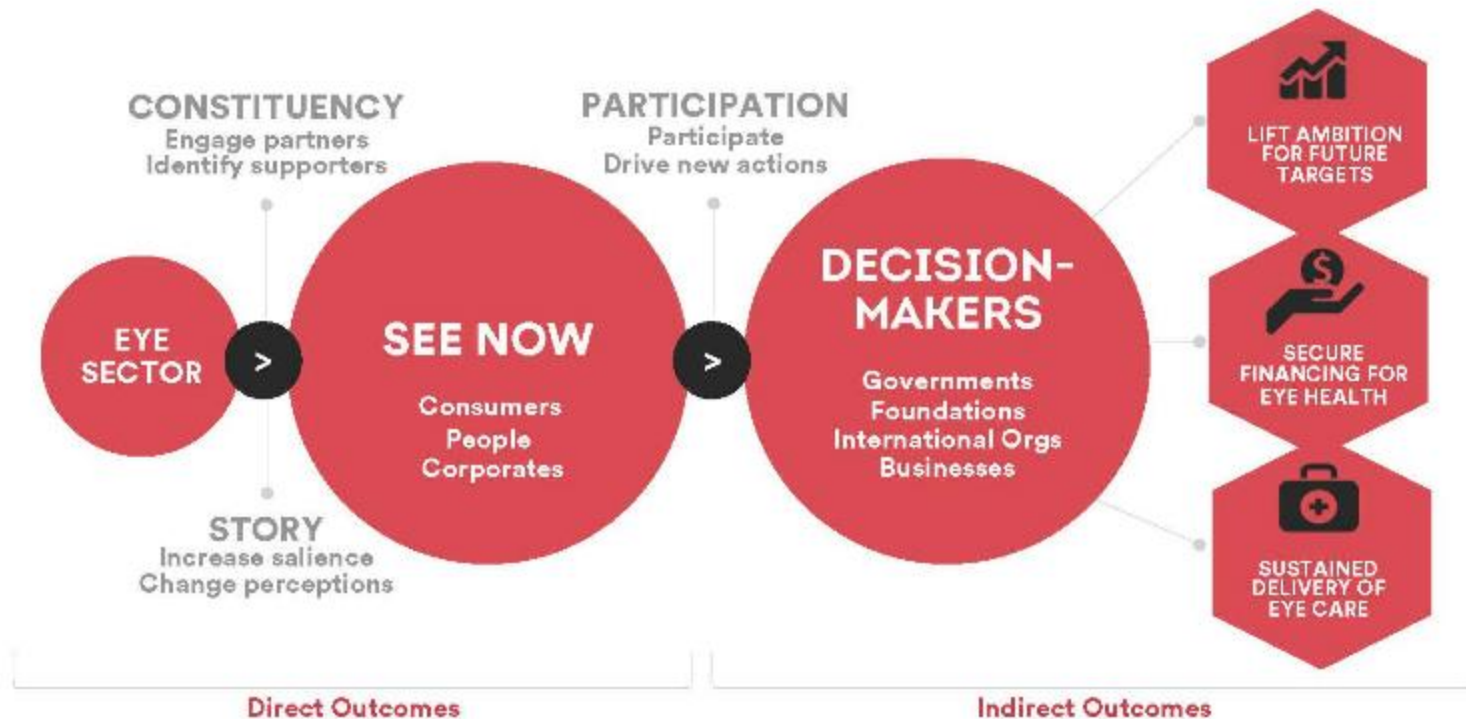 CONSTITUENCY
Engage partners
Identify supporters
PARTICIPATION
Participate
Drive new actions
EYE
SECTOR
>
SEE NOW
Consumers
People
Corporates
>
DECISION-
MAKERS
Governments
Foundations
International Orgs
Businesses
STORY
Increase salience
Change perceptions
LIFT AMBITION
FOR FUTURE
TARGETS
$
SECURE
FINANCING FOR
EYE HEALTH
SUSTAINED
DELIVERY OF
EYE CARE
Direct Outcomes
Indirect Outcomes